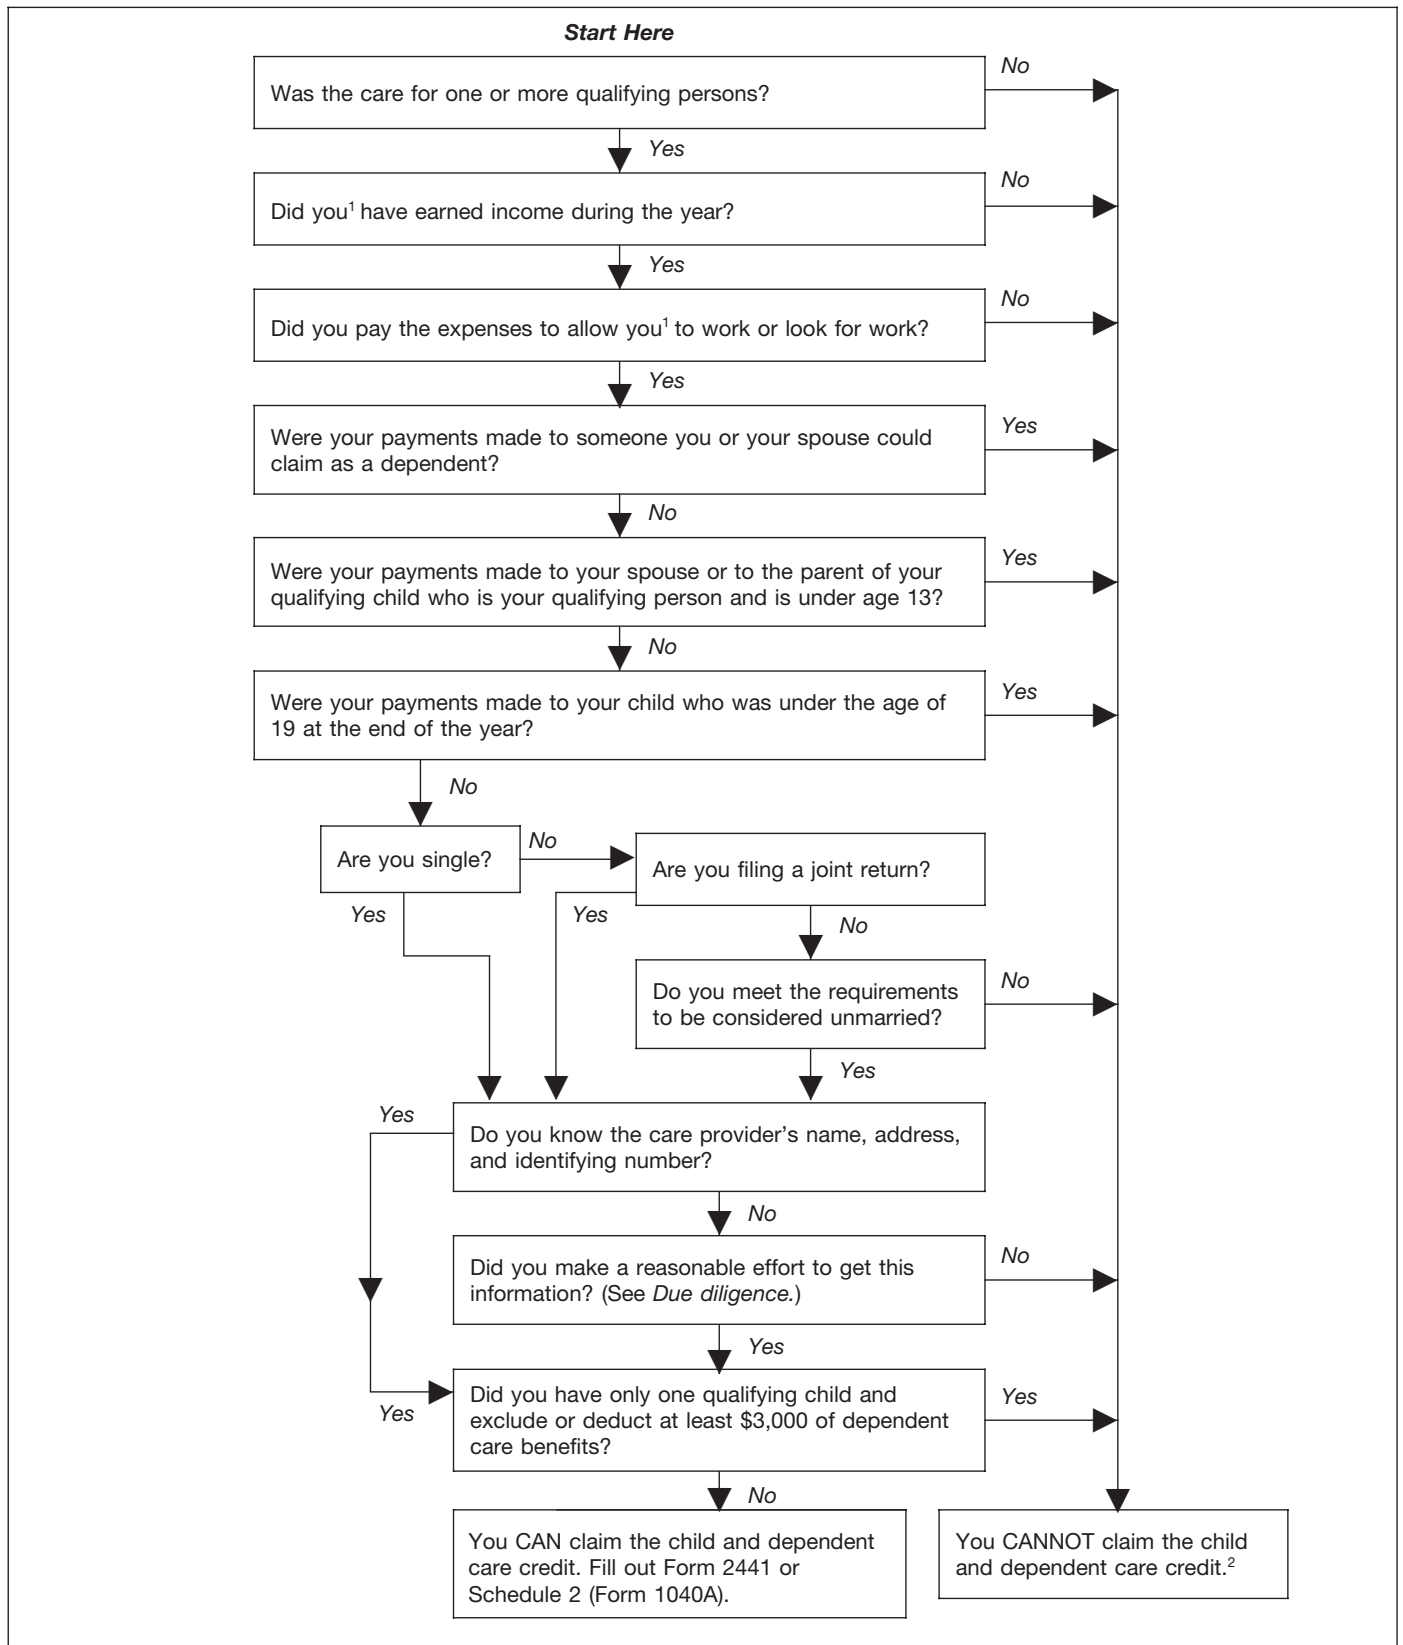 Start Here
Was the care for one or more qualifying persons?
No
Yes
Did you¹ have earned income during the year?
No
Yes
Did you pay the expenses to allow you¹ to work or look for work?
No
Yes
Were your payments made to someone you or your spouse could
claim as a dependent?
Yes
No
Were your payments made to your spouse or to the parent of your
qualifying child who is your qualifying person and is under age 13?
Yes
No
Were your payments made to your child who was under the age of
19 at the end of the year?
Yes
No
Are you single?
No
Are you filing a joint return?
Yes
Yes
No
Do you meet the requirements
to be considered unmarried?
No
Yes
Yes
Do you know the care provider's name, address,
and identifying number?
No
Did you make a reasonable effort to get this
information? (See Due diligence.)
No
Yes
Yes
Did you have only one qualifying child and
exclude or deduct at least $3,000 of dependent
care benefits?
Yes
No
You CAN claim the child and dependent
care credit. Fill out Form 2441 or
Schedule 2 (Form 1040A).
You CANNOT claim the child
and dependent care credit.²